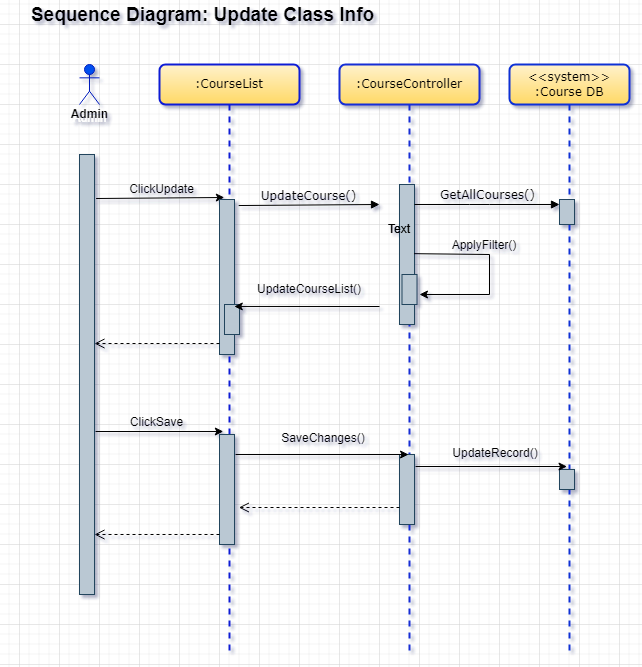 Sequence Diagram: Update Class Info
Admin
:CourseList
:CourseController
<<system>>
:Course DB
ClickUpdate
UpdateCourse()
GetAllCourses()
Text
ApplyFilter()
UpdateCourseList()
ClickSave
SaveChanges()
UpdateRecord()